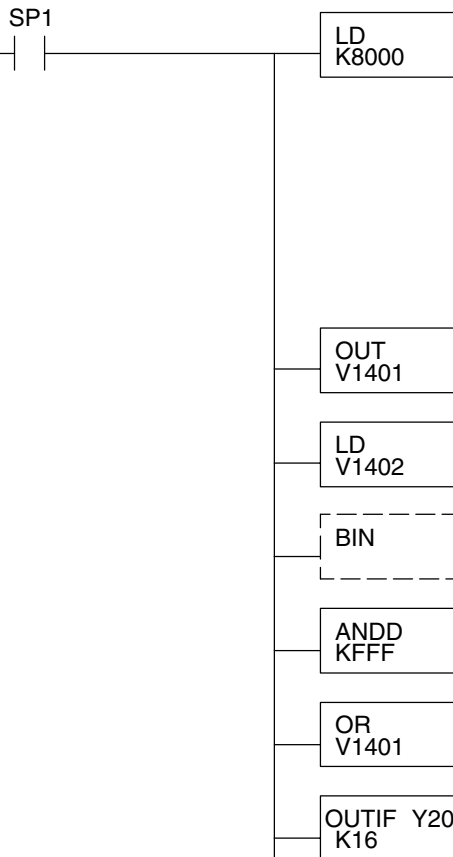 SP1
LD
K8000
OUT
V1401
LD
V1402
BIN
ANDD
KFFF
OR
V1401
OUTIF Y20
K16